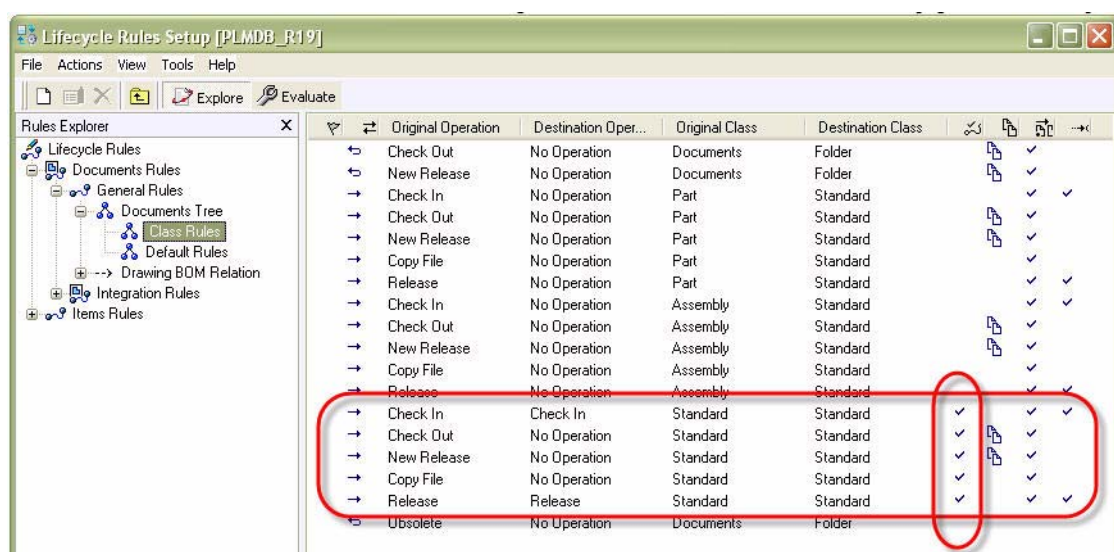 Lifecycle Rules Setup [PLMDB_R19]
File Actions View Tools Help
Explore Evaluate
Rules Explorer X
Lifecycle Rules
Documents Rules
General Rules
Documents Tree
Class Rules
Default Rules
--> Drawing BOM Relation
Integration Rules
Items Rules
Original Operation Destination Oper... Original Class Destination Class
Check Out No Operation Documents Folder
New Release No Operation Documents Folder
Check In No Operation Part Standard
Check Out No Operation Part Standard
New Release No Operation Part Standard
Copy File No Operation Part Standard
Release No Operation Part Standard
Check In No Operation Assembly Standard
Check Out No Operation Assembly Standard
New Release No Operation Assembly Standard
Copy File No Operation Assembly Standard
Release No Operation Assembly Standard
Check In Check In Standard Standard
Check Out No Operation Standard Standard
New Release No Operation Standard Standard
Copy File No Operation Standard Standard
Release Release Standard Standard
Obsolete No Operation Documents Folder